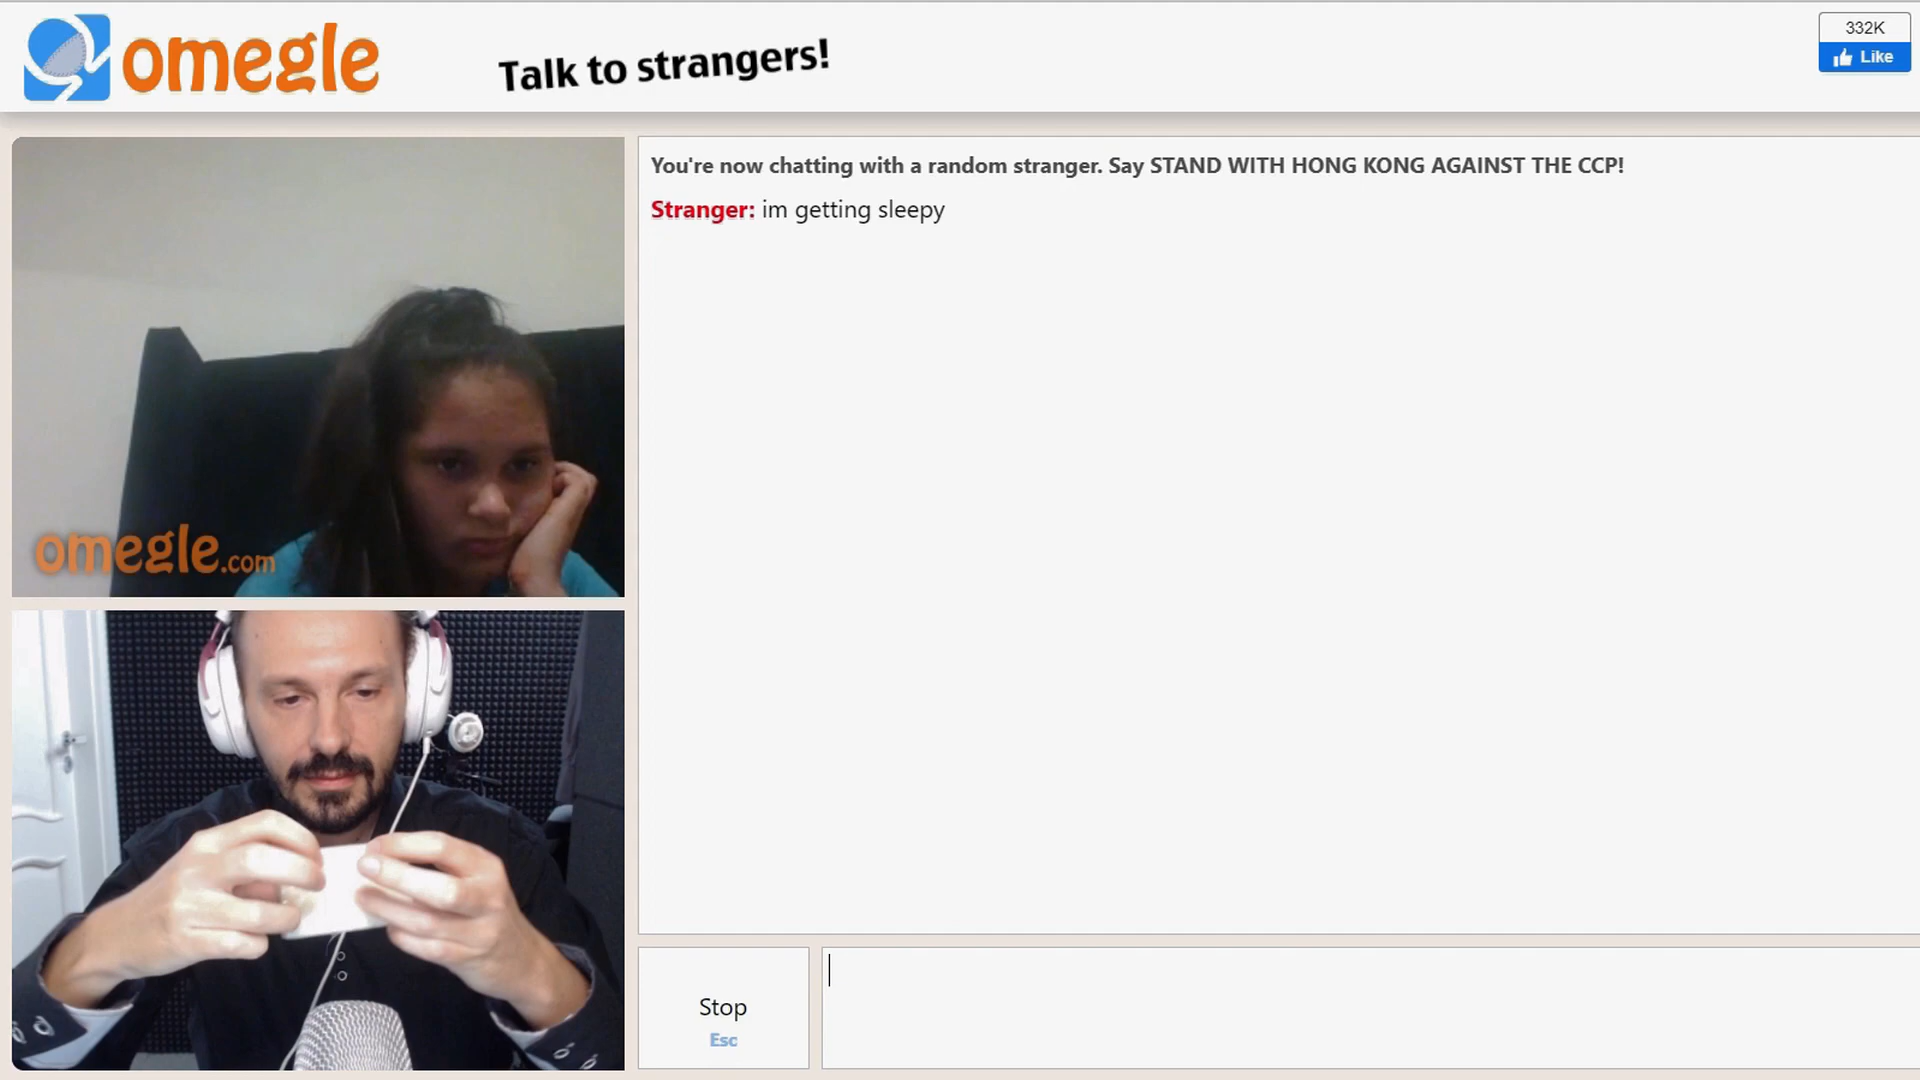 omegle
Talk to strangers!
332K
Like
You're now chatting with a random stranger. Say STAND WITH HONG KONG AGAINST THE CCP!
Stranger: im getting sleepy
omegle.com
Stop
Esc